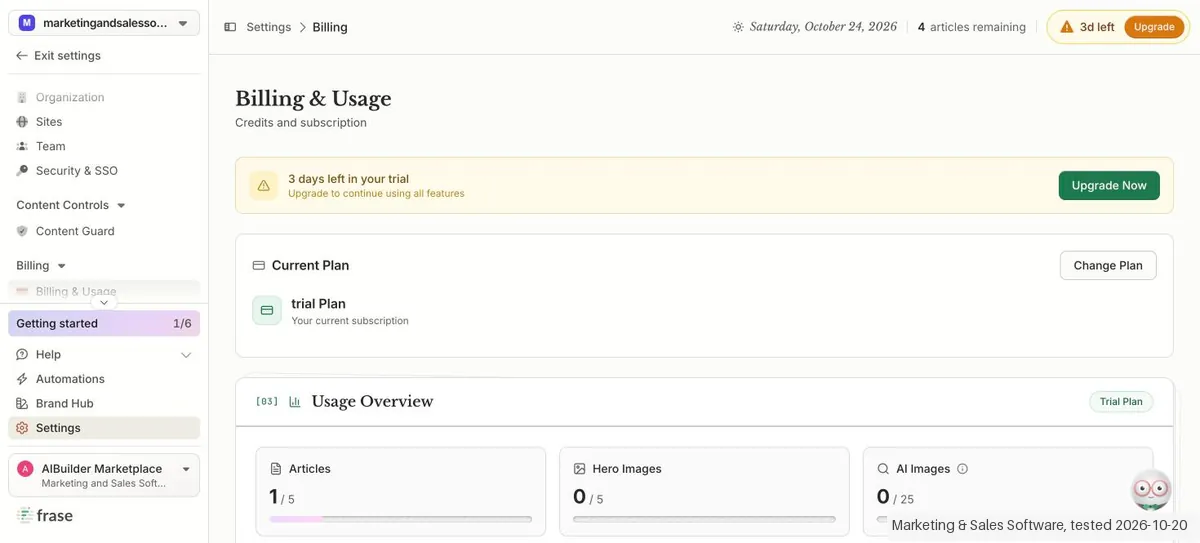 M marketingandsalesso...
Exit settings
Organization
Sites
Team
Security & SSO
Content Controls
Content Guard
Billing
Billing & Usage
Getting started 1/6
Help
Automations
Brand Hub
Settings
A AIBuilder Marketplace
Marketing and Sales Soft...
frase
Settings > Billing
Saturday, October 24, 2026
4 articles remaining
3d left
Upgrade
Billing & Usage
Credits and subscription
3 days left in your trial
Upgrade to continue using all features
Upgrade Now
Current Plan
Change Plan
trial Plan
Your current subscription
[03] Usage Overview
Trial Plan
Articles
1 / 5
Hero Images
0 / 5
AI Images
0 / 25
Marketing & Sales Software, tested 2026-10-20